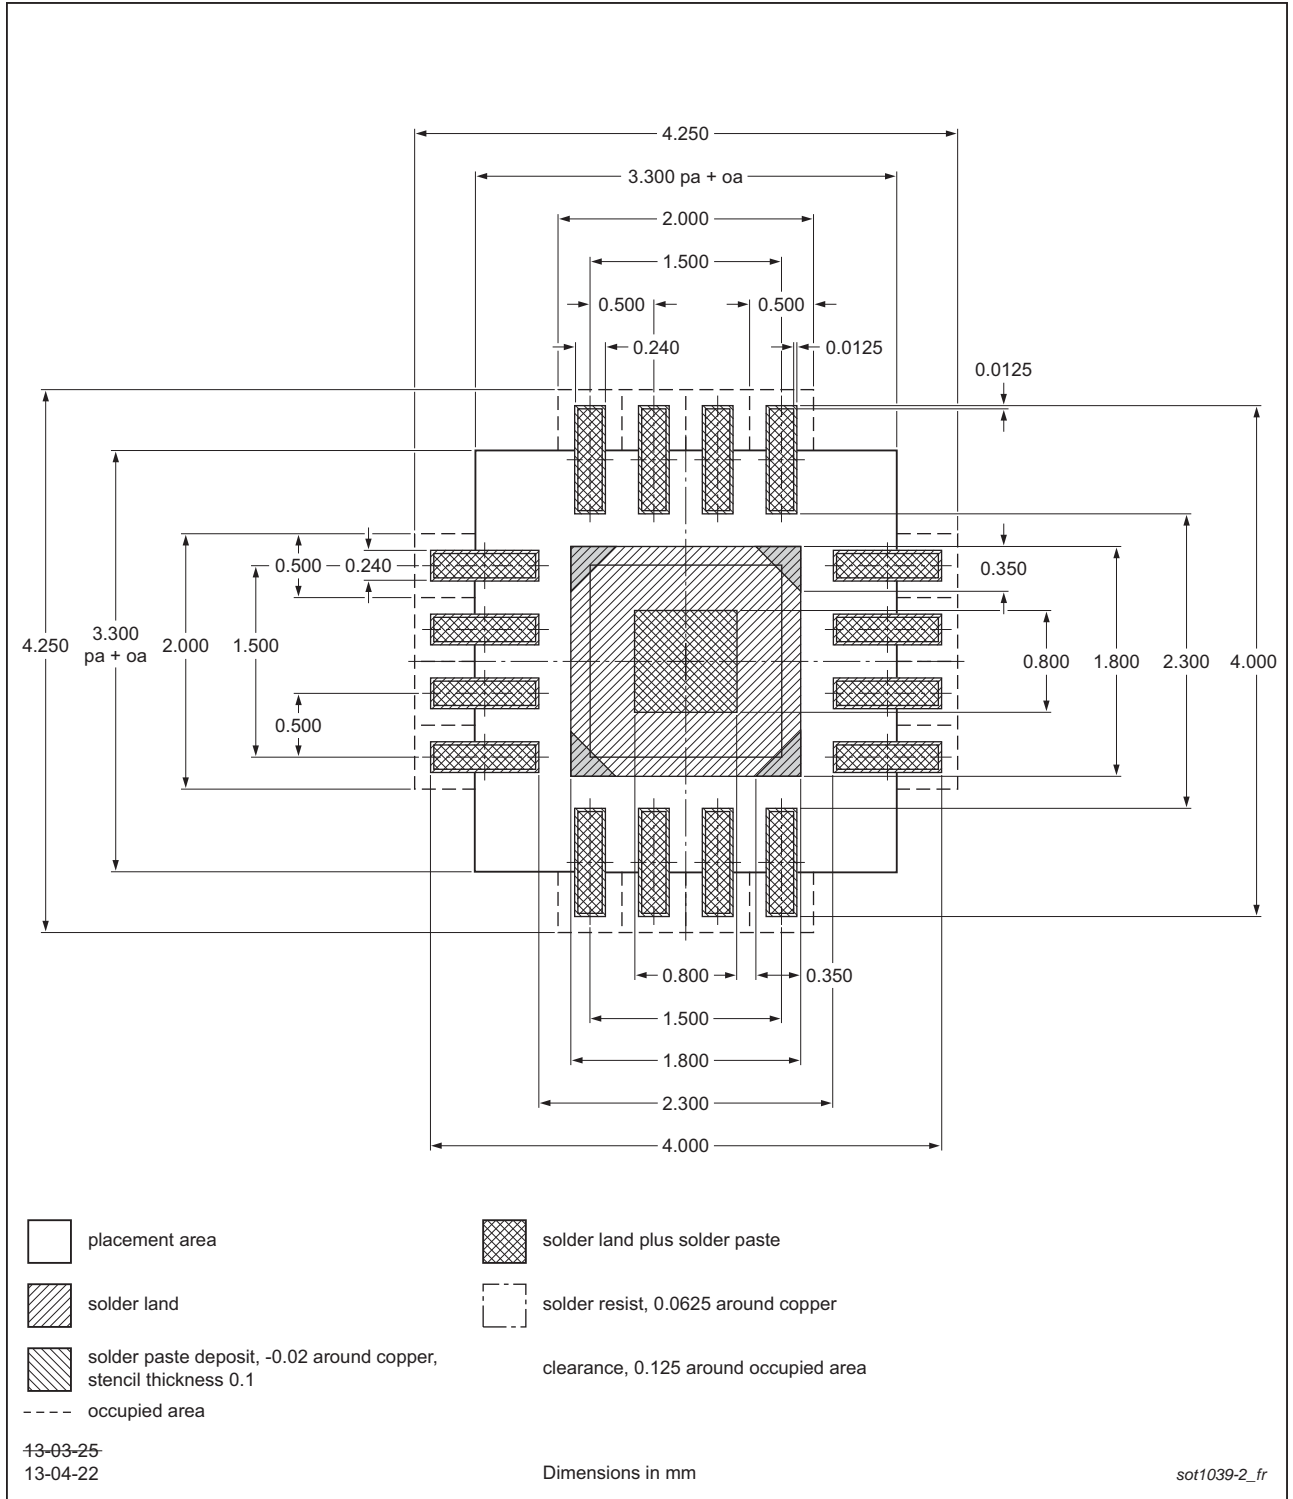 4.250
3.300 pa + oa
2.000
1.500
0.500
0.500
0.240
0.0125
0.0125
0.500
0.240
0.350
4.250
3.300
pa + oa
2.000
1.500
0.800
1.800
2.300
4.000
0.500
0.800
0.350
1.500
1.800
2.300
4.000
placement area
solder land plus solder paste
solder land
solder resist, 0.0625 around copper
solder paste deposit, -0.02 around copper,
stencil thickness 0.1
clearance, 0.125 around occupied area
occupied area
13-03-25
13-04-22
Dimensions in mm
sot1039-2_fr